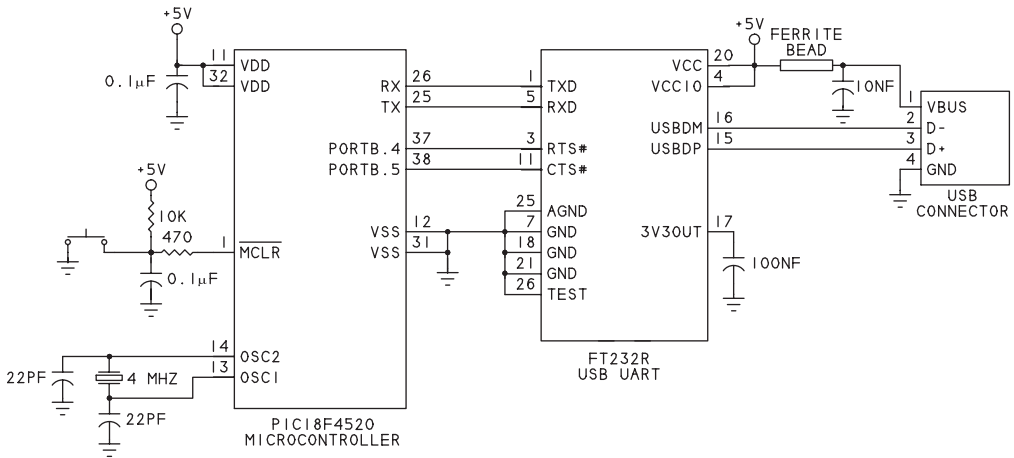 +5V
0.1µF
11 VDD
32 VDD
RX 26
TX 25
PORTB.4 37
PORTB.5 38
+5V
10K
470
1 MCLR
0.1µF
VSS 12
VSS 31
14 OSC2
13 OSC1
22PF
4 MHZ
22PF
PIC18F4520
MICROCONTROLLER
1 TXD
5 RXD
3 RTS#
11 CTS#
25 AGND
7 GND
18 GND
21 GND
26 TEST
VCC 20
VCCIO 4
USBDM 16
USBDP 15
3V3OUT 17
100NF
FT232R
USB UART
+5V
FERRITE
BEAD
10NF
1 VBUS
2 D-
3 D+
4 GND
USB
CONNECTOR